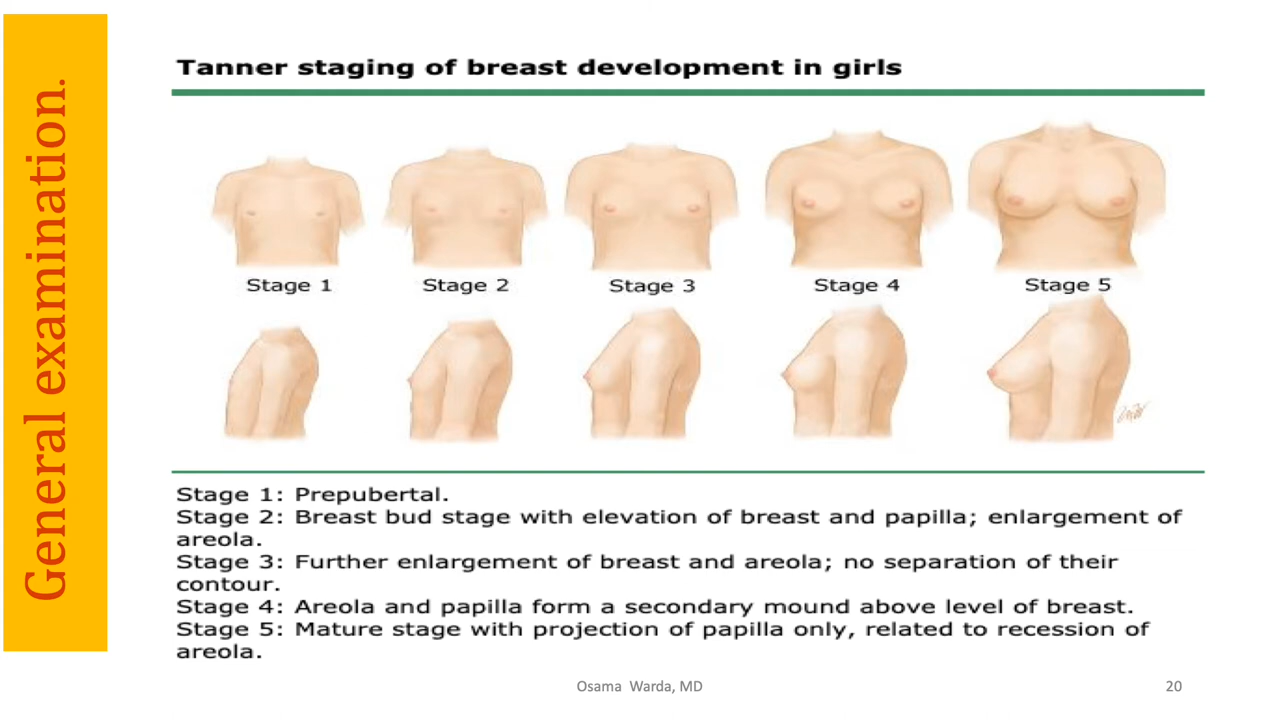 General examination.
Tanner staging of breast development in girls
Stage 1 Stage 2 Stage 3 Stage 4 Stage 5
Stage 1: Prepubertal.
Stage 2: Breast bud stage with elevation of breast and papilla; enlargement of
areola.
Stage 3: Further enlargement of breast and areola; no separation of their
contour.
Stage 4: Areola and papilla form a secondary mound above level of breast.
Stage 5: Mature stage with projection of papilla only, related to recession of
areola.
Osama Warda, MD
20